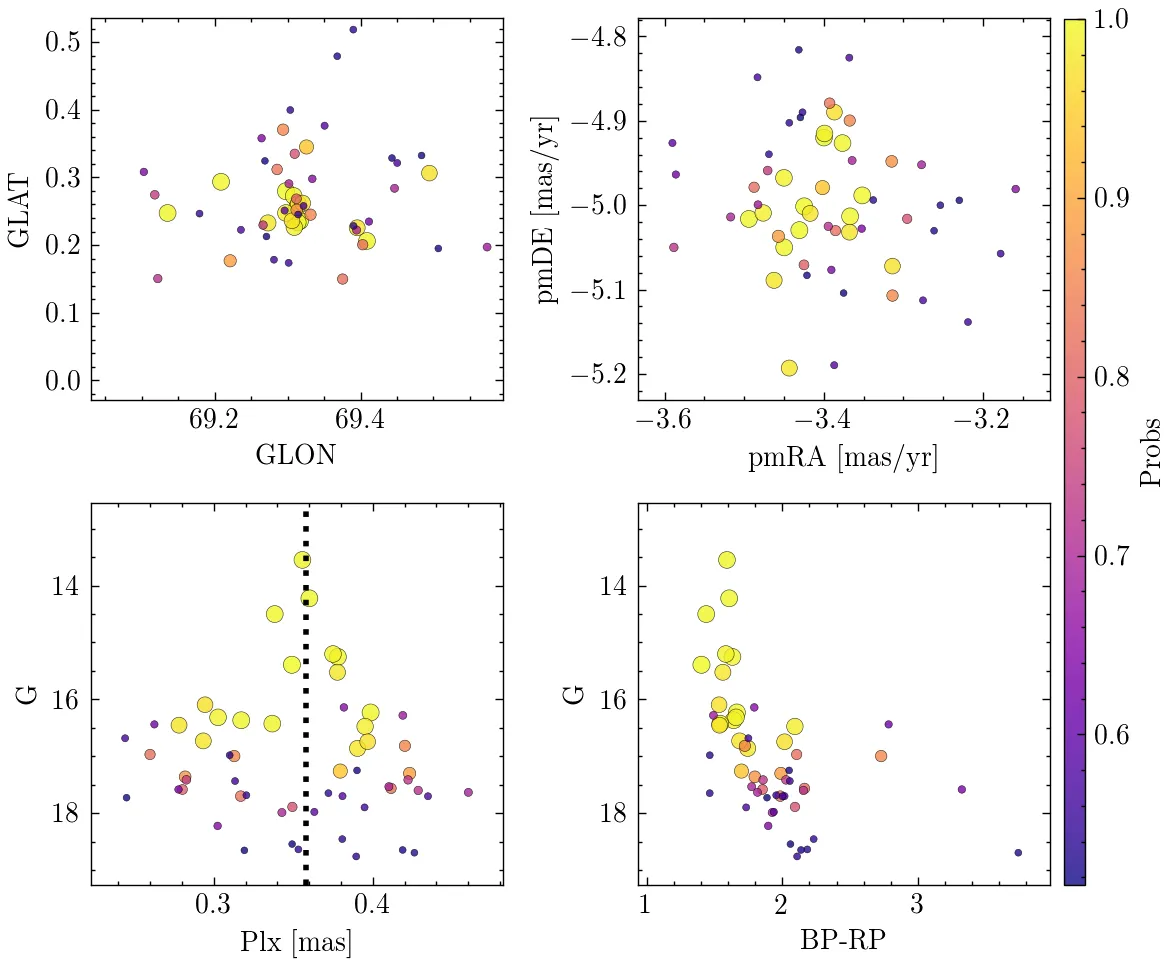 0.5
0.4
0.3
0.2
0.1
0.0
GLAT
69.2 69.4
GLON
−4.8
−4.9
−5.0
−5.1
−5.2
pmDE [mas/yr]
−3.6 −3.4 −3.2
pmRA [mas/yr]
1.0
0.9
0.8
0.7
0.6
Probs
14
16
18
G
0.3 0.4
Plx [mas]
14
16
18
G
1 2 3
BP-RP